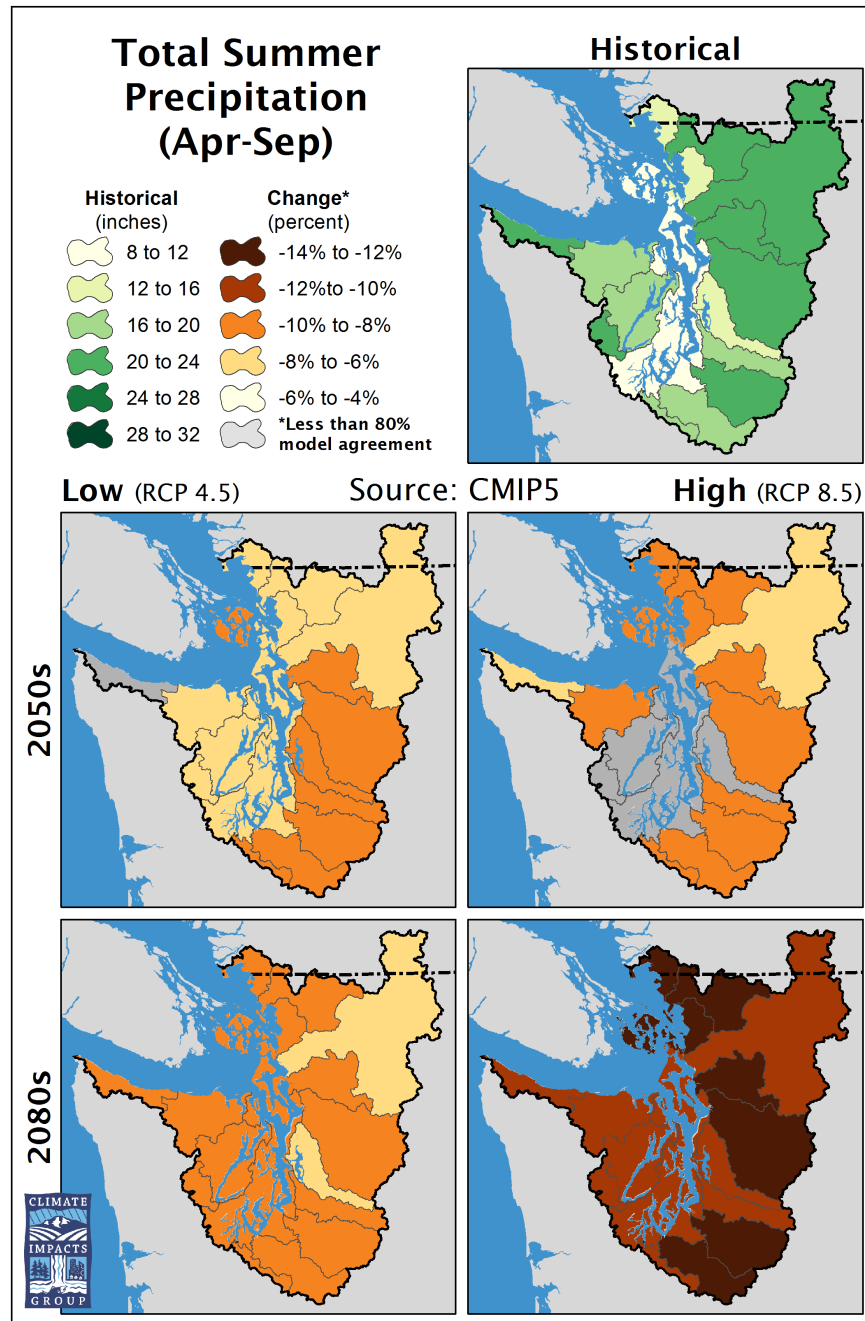 Total Summer
Precipitation
(Apr-Sep)
Historical
Historical
(inches)
Change*
(percent)
8 to 12
-14% to -12%
12 to 16
-12%to -10%
16 to 20
-10% to -8%
20 to 24
-8% to -6%
24 to 28
-6% to -4%
28 to 32
*Less than 80%
model agreement
Low (RCP 4.5)
Source: CMIP5
High (RCP 8.5)
2050s
2080s
CLIMATE
IMPACTS
GROUP